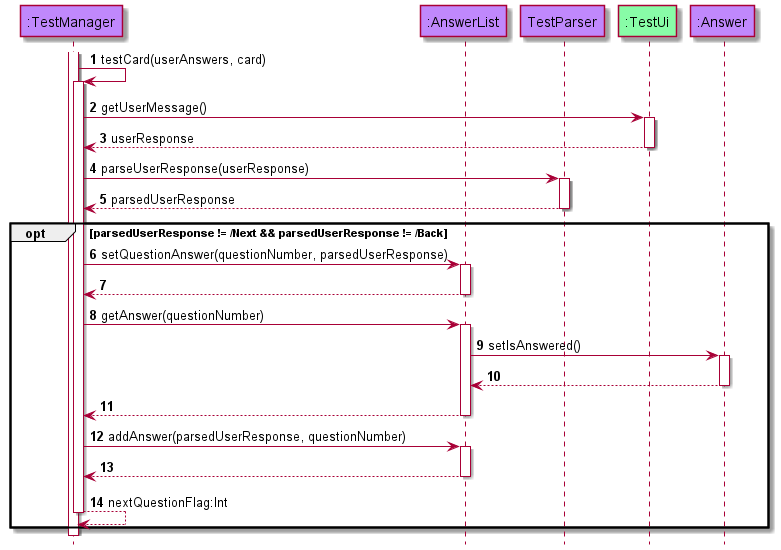 :TestManager :AnswerList TestParser :TestUi :Answer
1 testCard(userAnswers, card)
2 getUserMessage()
3 userResponse
4 parseUserResponse(userResponse)
5 parsedUserResponse
opt [parsedUserResponse != /Next && parsedUserResponse != /Back]
6 setQuestionAnswer(questionNumber, parsedUserResponse)
7
8 getAnswer(questionNumber)
9 setIsAnswered()
10
11
12 addAnswer(parsedUserResponse, questionNumber)
13
14 nextQuestionFlag:Int